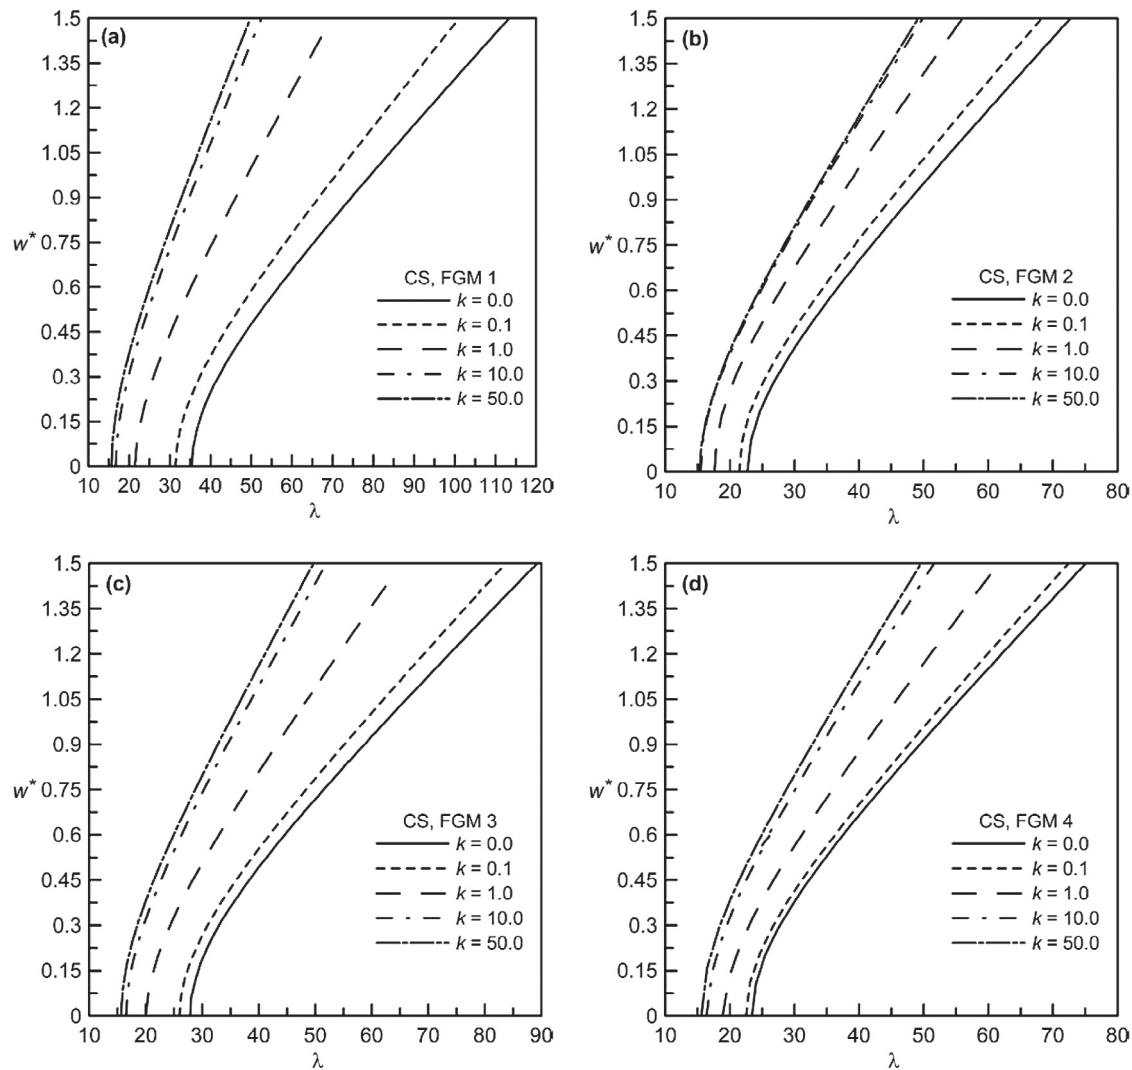 (a)
1.5
1.35
1.2
1.05
0.9
w* 0.75
0.6
0.45
0.3
0.15
0
CS, FGM 1
k = 0.0
k = 0.1
k = 1.0
k = 10.0
k = 50.0
10 20 30 40 50 60 70 80 90 100 110 120
λ
(b)
1.5
1.35
1.2
1.05
0.9
w* 0.75
0.6
0.45
0.3
0.15
0
CS, FGM 2
k = 0.0
k = 0.1
k = 1.0
k = 10.0
k = 50.0
10 20 30 40 50 60 70 80
λ
(c)
1.5
1.35
1.2
1.05
0.9
w* 0.75
0.6
0.45
0.3
0.15
0
CS, FGM 3
k = 0.0
k = 0.1
k = 1.0
k = 10.0
k = 50.0
10 20 30 40 50 60 70 80 90
λ
(d)
1.5
1.35
1.2
1.05
0.9
w* 0.75
0.6
0.45
0.3
0.15
0
CS, FGM 4
k = 0.0
k = 0.1
k = 1.0
k = 10.0
k = 50.0
10 20 30 40 50 60 70 80
λ